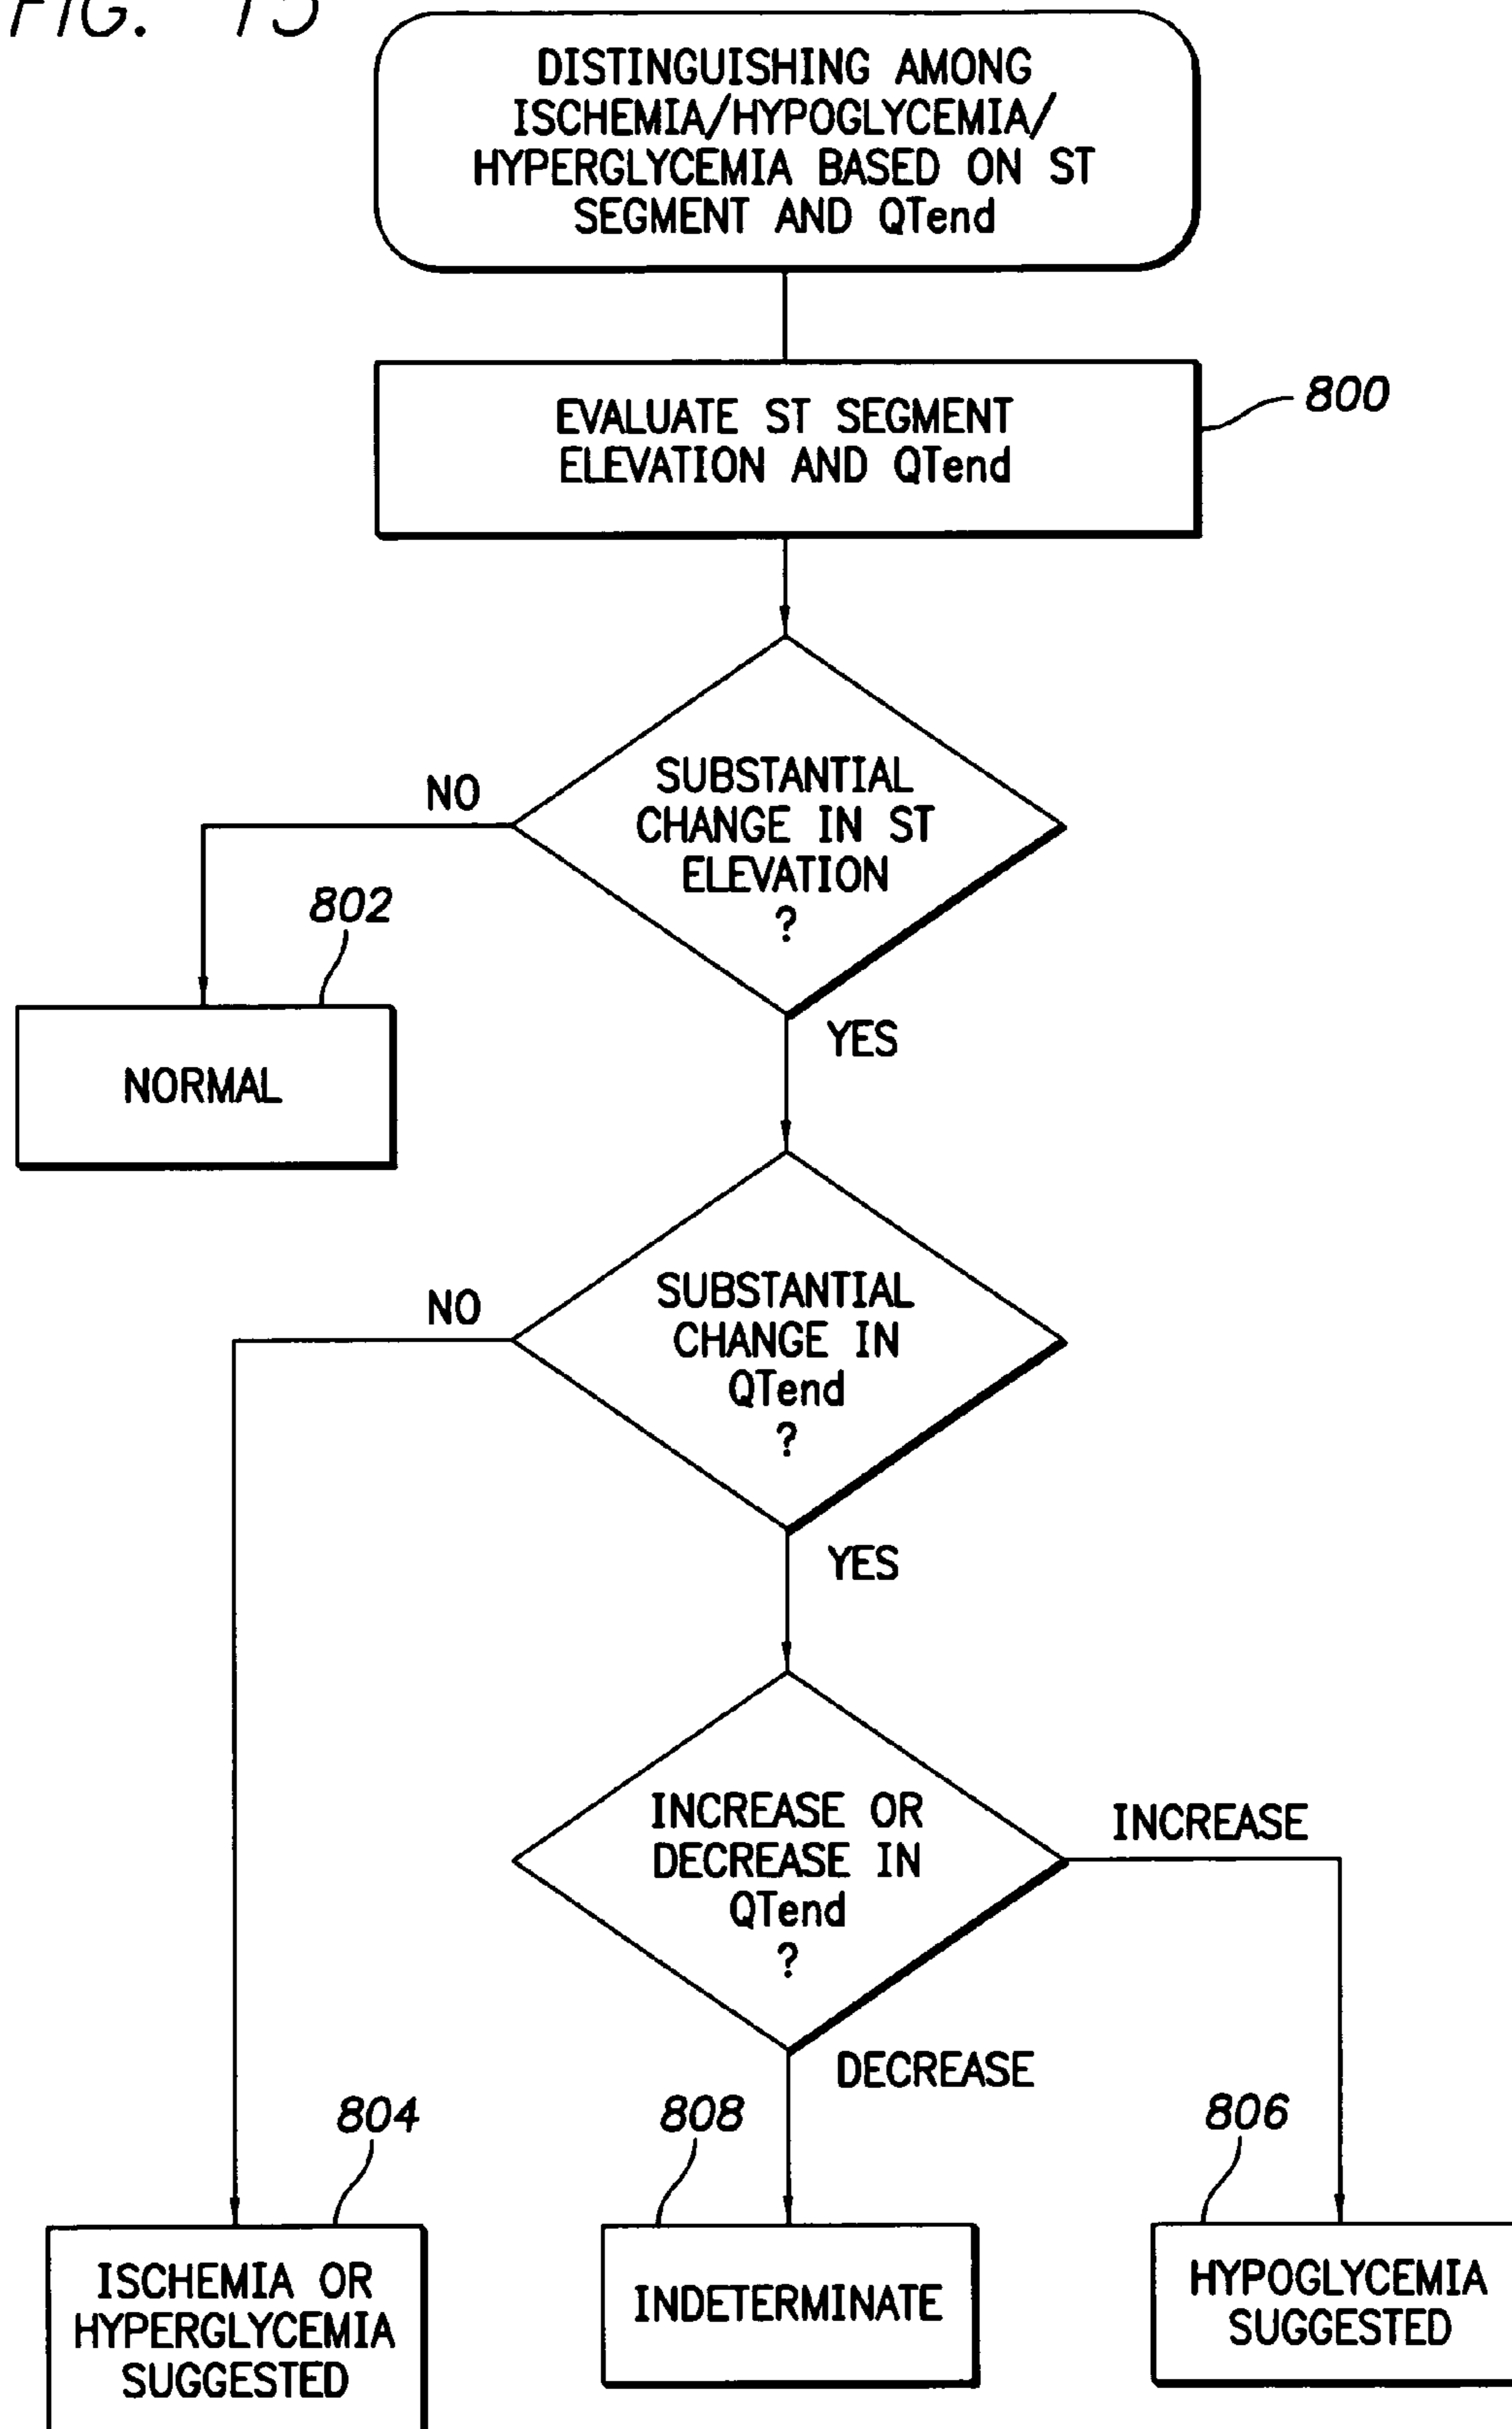 FIG. 15
DISTINGUISHING AMONG
ISCHEMIA/HYPOGLYCEMIA/
HYPERGLYCEMIA BASED ON ST
SEGMENT AND QTend
EVALUATE ST SEGMENT
ELEVATION AND QTend
800
SUBSTANTIAL
CHANGE IN ST
ELEVATION
?
NO
802
NORMAL
YES
SUBSTANTIAL
CHANGE IN
QTend
?
NO
YES
INCREASE OR
DECREASE IN
QTend
?
INCREASE
DECREASE
804
ISCHEMIA OR
HYPERGLYCEMIA
SUGGESTED
808
INDETERMINATE
806
HYPOGLYCEMIA
SUGGESTED